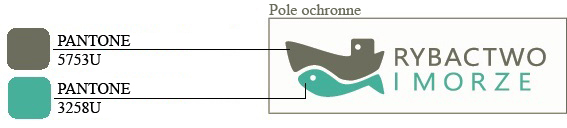 Pole ochronne
PANTONE
5753U
PANTONE
3258U
RYBACTWO
I MORZE